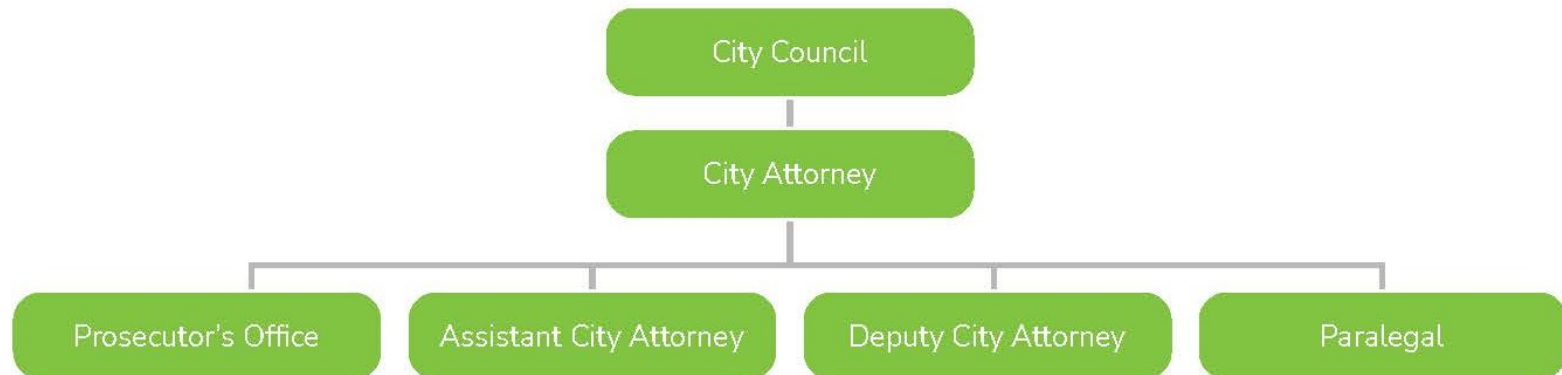 City Council
City Attorney
Prosecutor's Office
Assistant City Attorney
Deputy City Attorney
Paralegal